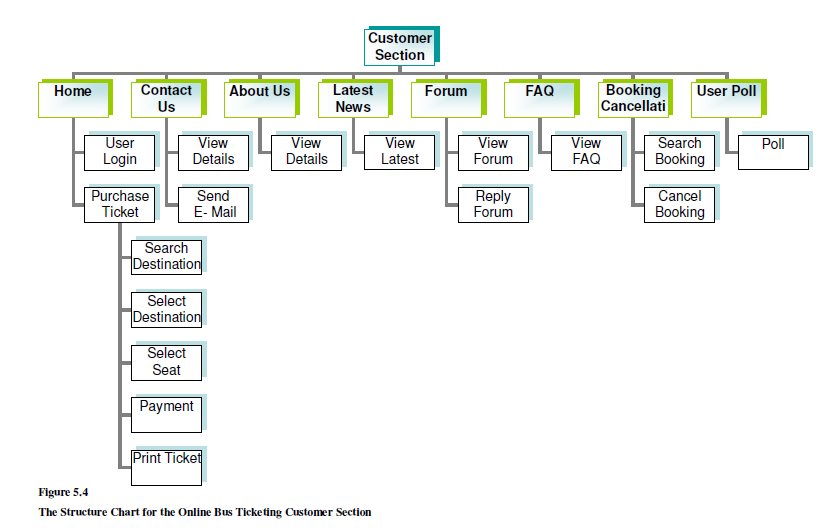 Customer
Section
Home
Contact
Us
About Us
Latest
News
Forum
FAQ
Booking
Cancellati
User Poll
User
Login
View
Details
View
Details
View
Latest
View
Forum
View
FAQ
Search
Booking
Poll
Purchase
Ticket
Send
E- Mail
Reply
Forum
Cancel
Booking
Search
Destination
Select
Destination
Select
Seat
Payment
Print Ticket
Figure 5.4
The Structure Chart for the Online Bus Ticketing Customer Section